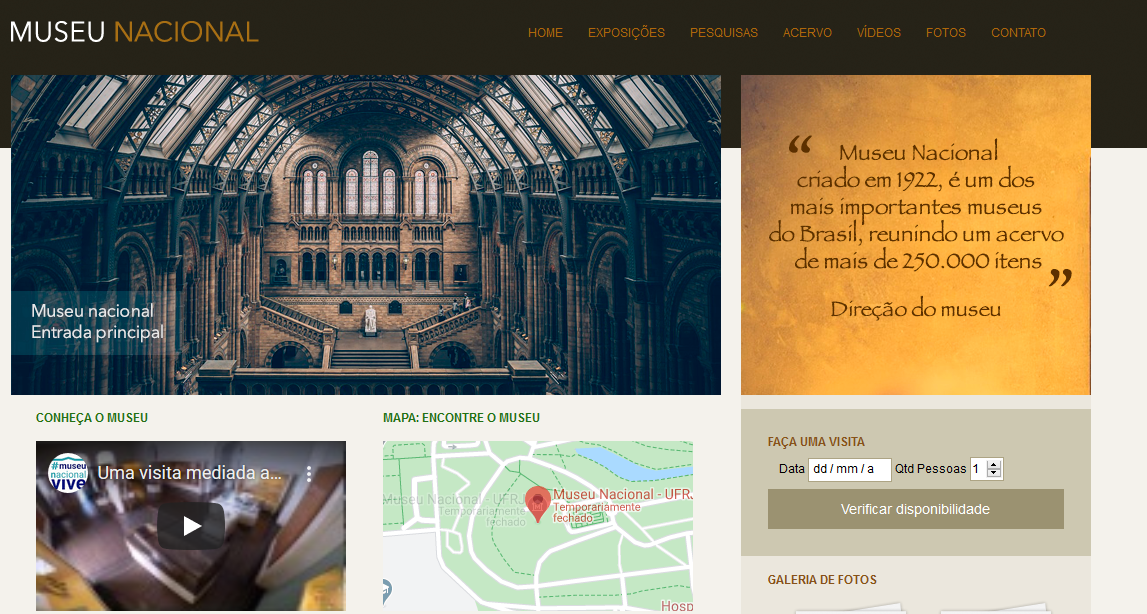 MUSEU NACIONAL
HOME EXPOSIÇÕES PESQUISAS ACERVO VÍDEOS FOTOS CONTATO
Museu nacional
Entrada principal
“ Museu Nacional
criado em 1922, é um dos
mais importantes museus
do Brasil, reunindo um acervo
de mais de 250.000 itens ”
Direção do museu
CONHEÇA O MUSEU
#museu
nacional
vive
Uma visita mediada a...
MAPA: ENCONTRE O MUSEU
Museu Nacional - UFRJ
Temporariamente
fechado
Museu Nacional - UFRJ
Temporariamente
fechado
Hosp
FAÇA UMA VISITA
Data dd / mm / a Qtd Pessoas 1
Verificar disponibilidade
GALERIA DE FOTOS